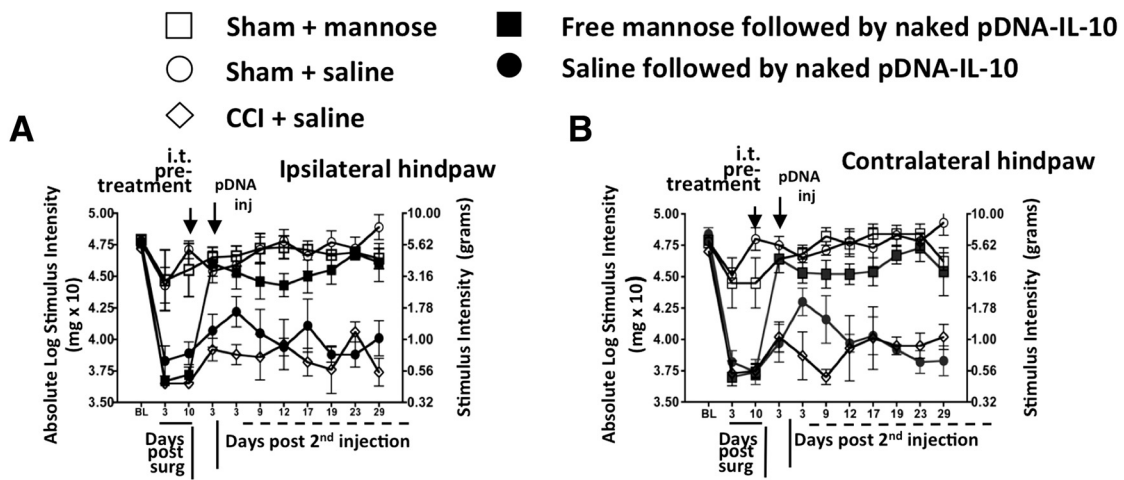 Sham + mannose
Sham + saline
CCI + saline
Free mannose followed by naked pDNA-IL-10
Saline followed by naked pDNA-IL-10
A
i.t.
pre-
treatment
pDNA
inj
Ipsilateral hindpaw
Absolute Log Stimulus Intensity
(mg x 10)
5.00
4.75
4.50
4.25
4.00
3.75
3.50
10.00
5.62
3.16
1.78
1.00
0.56
0.32
Stimulus Intensity (grams)
BL 3 10 3 3 9 12 17 19 23 29
Days
post
surg
Days post 2nd injection
B
i.t.
pre-
treatment
pDNA
inj
Contralateral hindpaw
Absolute Log Stimulus Intensity
(mg x 10)
5.00
4.75
4.50
4.25
4.00
3.75
3.50
10.00
5.62
3.16
1.78
1.00
0.56
0.32
Stimulus Intensity (grams)
BL 3 10 3 3 9 12 17 19 23 29
Days
post
surg
Days post 2nd injection